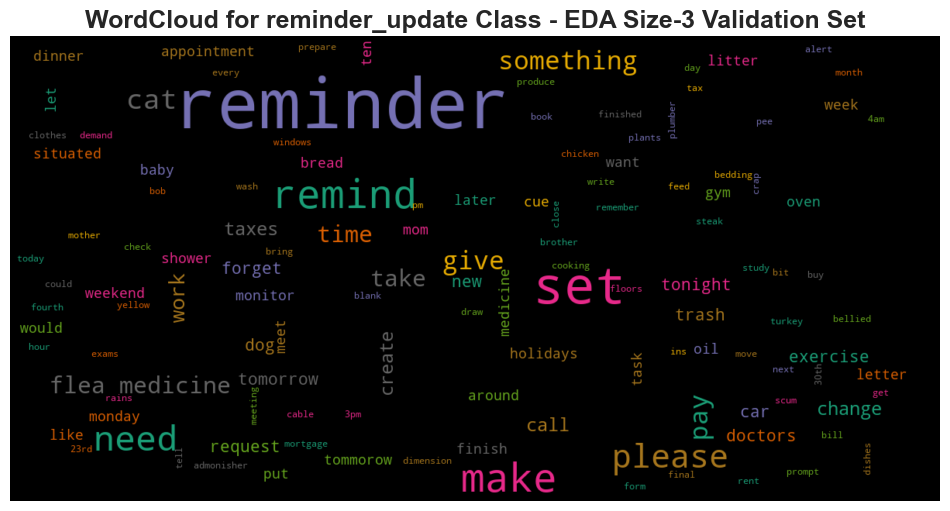 WordCloud for reminder_update Class - EDA Size-3 Validation Set
dinner appointment prepare ten something litter alert
every day month
let cat reminder produce tax week
book finished plumber 4am
clothes demand windows plants pee
situated bread chicken want
baby bedding crap
bob wash remind pm later cue write feed gym oven
close remember steak
mother taxes time mom
check bring brother
today shower forget give cooking study bit buy
could take new set floors tonight
weekend work monitor blank medicine
fourth yellow draw trash turkey bellied
would
hour dog meet create holidays task ins oil move exercise
exams next 30th letter
flea medicine tomorrow
rains around scum get
monday meeting cable 3pm pay car change
like 23rd need call doctors bill
tell request mortgage finish please dishes
admonisher put tommorow dimension make final prompt
form rent